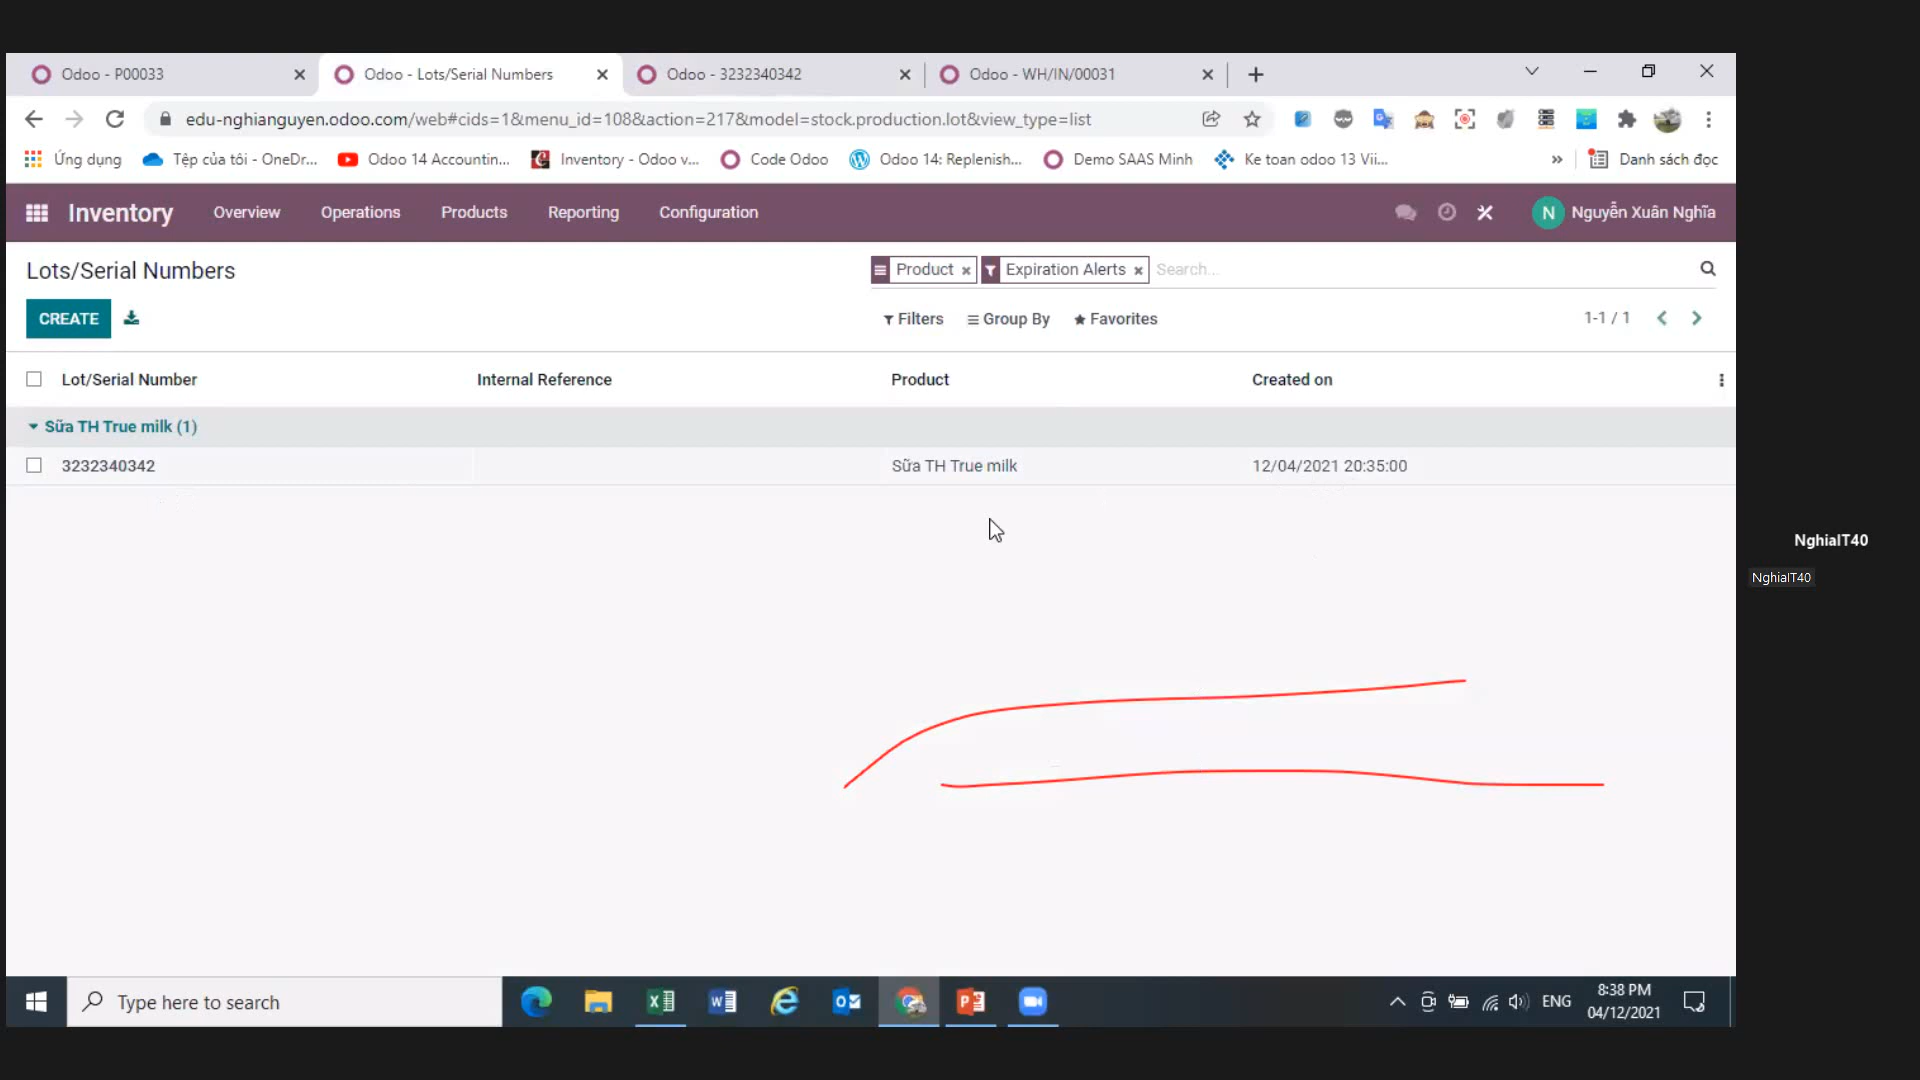 Odoo - P00033
Odoo - Lots/Serial Numbers
Odoo - 3232340342
Odoo - WH/IN/00031
edu-nghianguyen.odoo.com/web#cids=1&menu_id=108&action=217&model=stock.production.lot&view_type=list
Ứng dụng
Tệp của tôi - OneDr...
Odoo 14 Accountin...
Inventory - Odoo v...
Code Odoo
Odoo 14: Replenish...
Demo SAAS Minh
Ke toan odoo 13 Vii...
»
Danh sách đọc
Inventory
Overview
Operations
Products
Reporting
Configuration
N
Nguyễn Xuân Nghĩa
Lots/Serial Numbers
Product ×
Expiration Alerts ×
Search...
CREATE
Filters
Group By
Favorites
1-1 / 1
Lot/Serial Number
Internal Reference
Product
Created on
Sữa TH True milk (1)
3232340342
Sữa TH True milk
12/04/2021 20:35:00
NghiaIT40
NghiaIT40
Type here to search
ENG
8:38 PM
04/12/2021